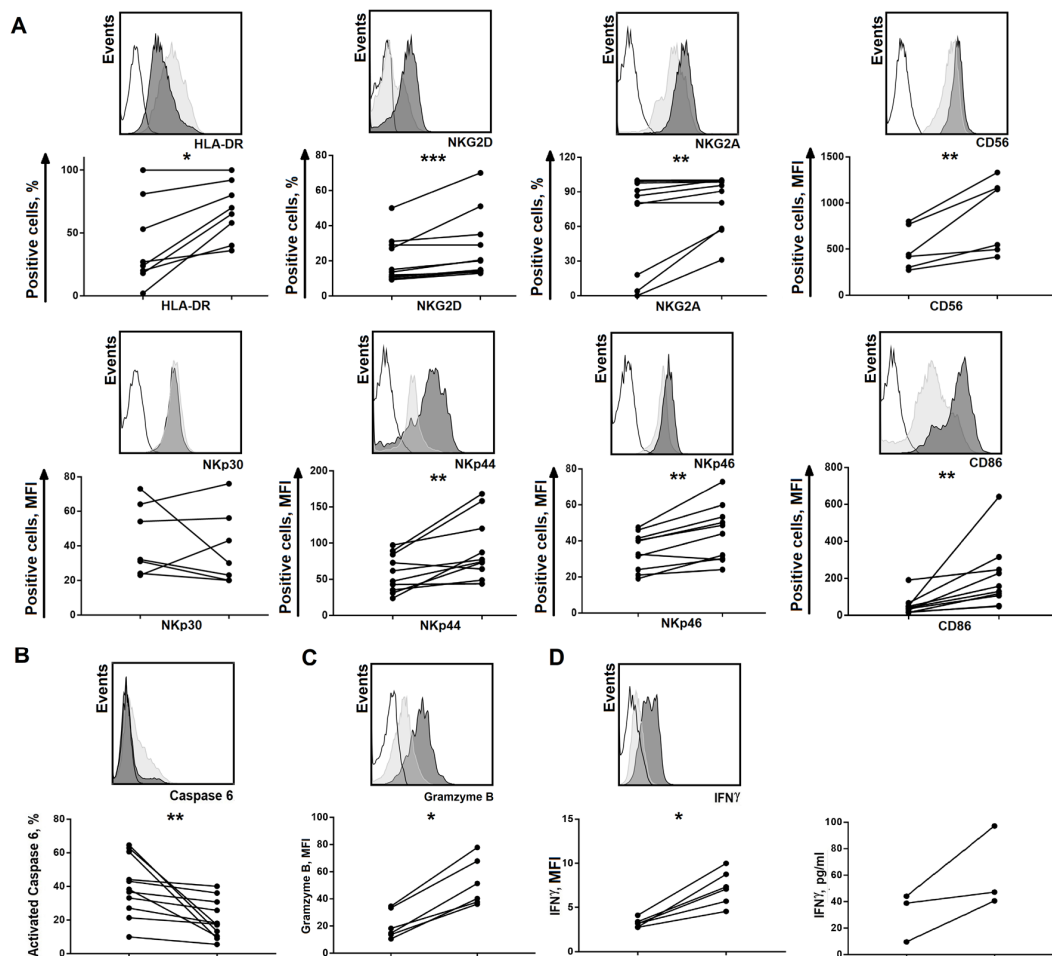 A
Events
Events
Events
Events
HLA-DR
NKG2D
NKG2A
CD56
Positive cells, %
100
50
0
*
HLA-DR
Positive cells, %
80
60
40
20
0
***
NKG2D
Positive cells, %
120
90
60
30
0
**
NKG2A
Positive cells, MFI
1500
1000
500
0
**
CD56
Events
Events
Events
Events
NKp30
NKp44
NKp46
CD86
Positive cells, MFI
80
60
40
20
0
NKp30
Positive cells, MFI
200
150
100
50
0
**
NKp44
Positive cells, MFI
80
60
40
20
0
**
NKp46
Positive cells, MFI
800
600
400
200
0
**
CD86
B
C
D
Events
Events
Events
Caspase 6
Gramzyme B
IFNγ
Activated Caspase 6, %
80
60
40
20
0
**
Gramzyme B, MFI
100
80
60
40
20
0
*
IFNγ, MFI
15
10
5
0
*
IFNγ, pg/ml
100
80
60
40
20
0